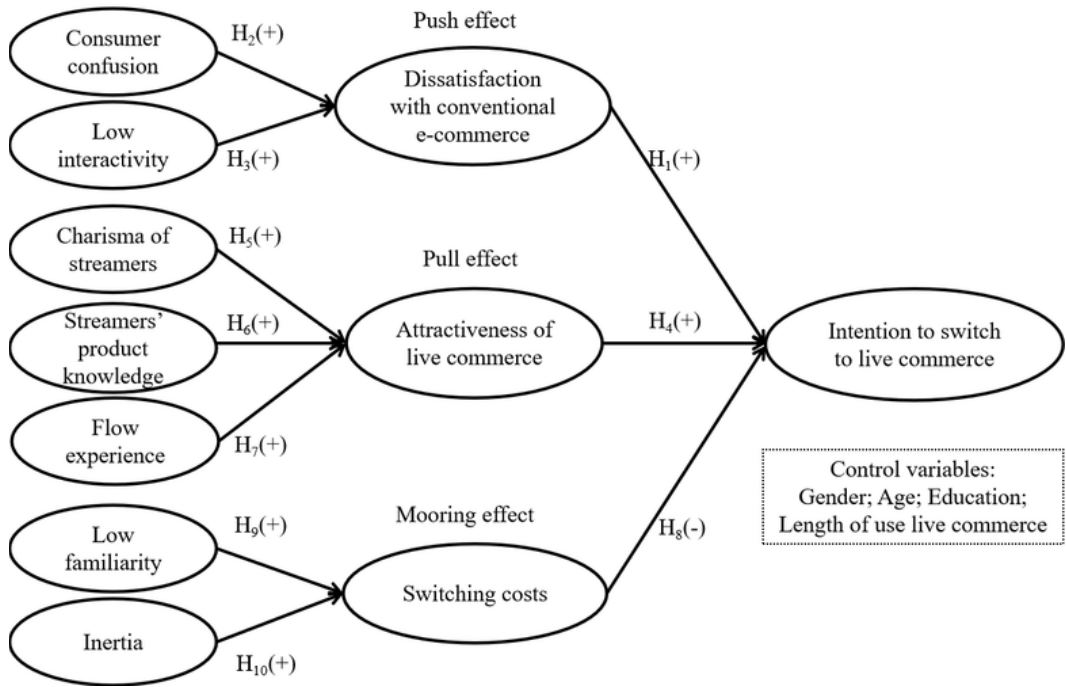 Push effect
Consumer
confusion
H₂(+)
Low
interactivity
H₃(+)
Dissatisfaction
with conventional
e-commerce
H₁(+)
Charisma of
streamers
H₅(+)
Pull effect
Streamers’
product
knowledge
H₆(+)
Flow
experience
H₇(+)
Attractiveness of
live commerce
H₄(+)
Intention to switch
to live commerce
Low
familiarity
H₉(+)
Mooring effect
Inertia
H₁₀(+)
Switching costs
H₈(-)
Control variables:
Gender; Age; Education;
Length of use live commerce